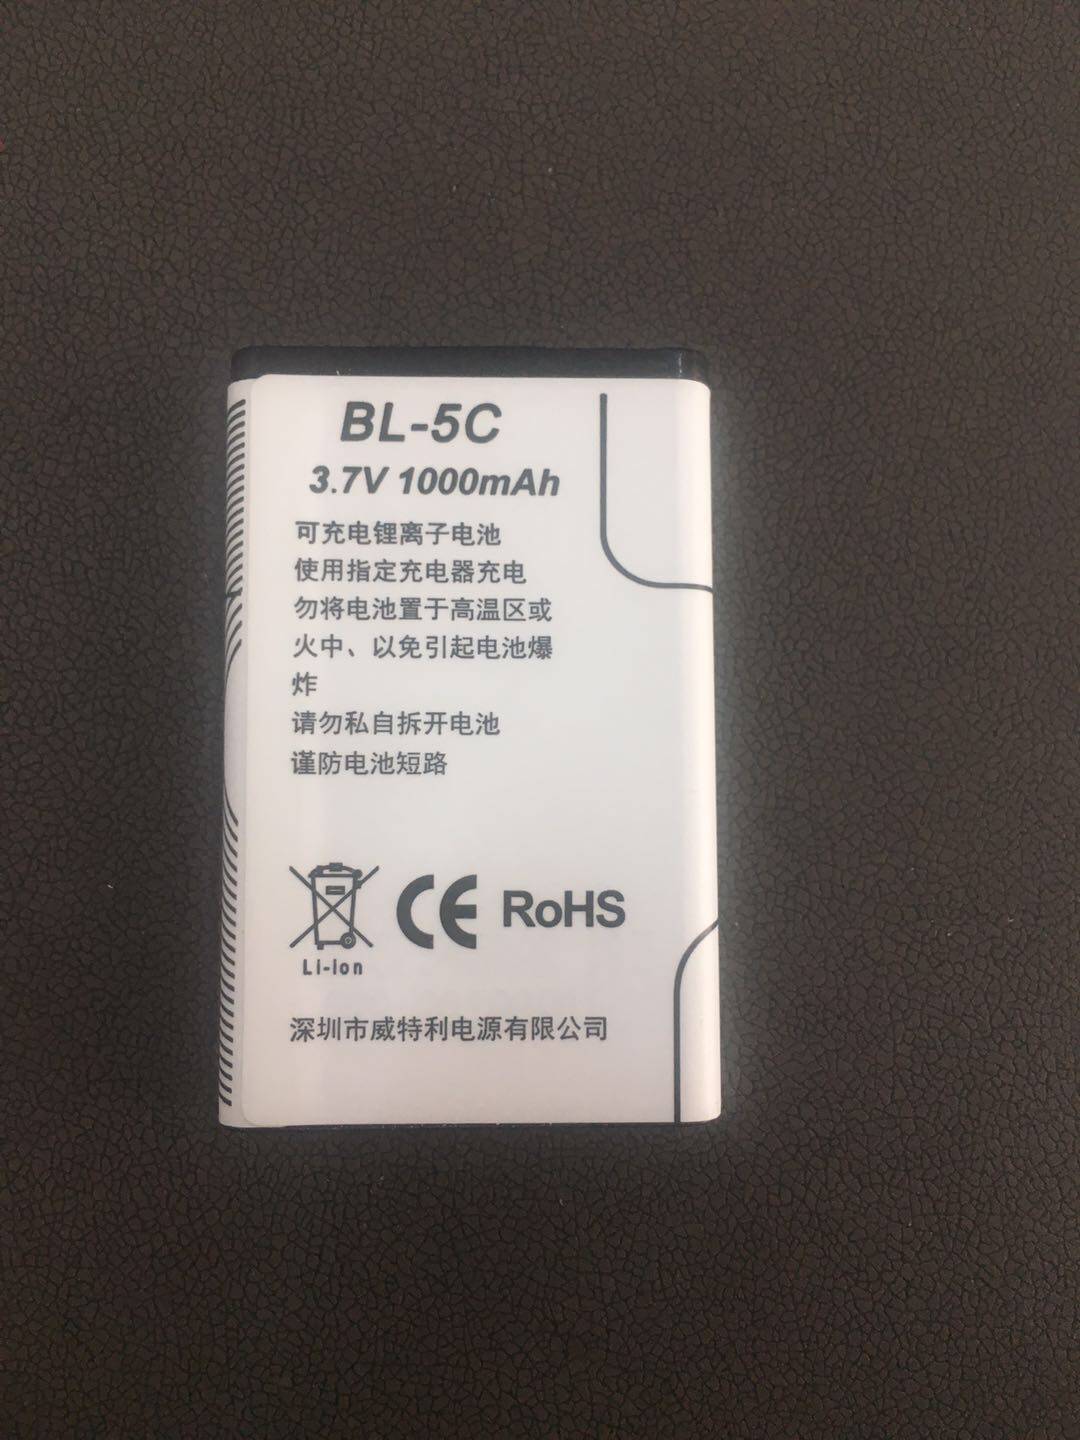 BL-5C
3.7V 1000mAh
可充电锂离子电池
使用指定充电器充电
勿将电池置于高温区或
火中、以免引起电池爆
炸
请勿私自拆开电池
谨防电池短路
CE RoHS
Li-ion
深圳市威特利电源有限公司